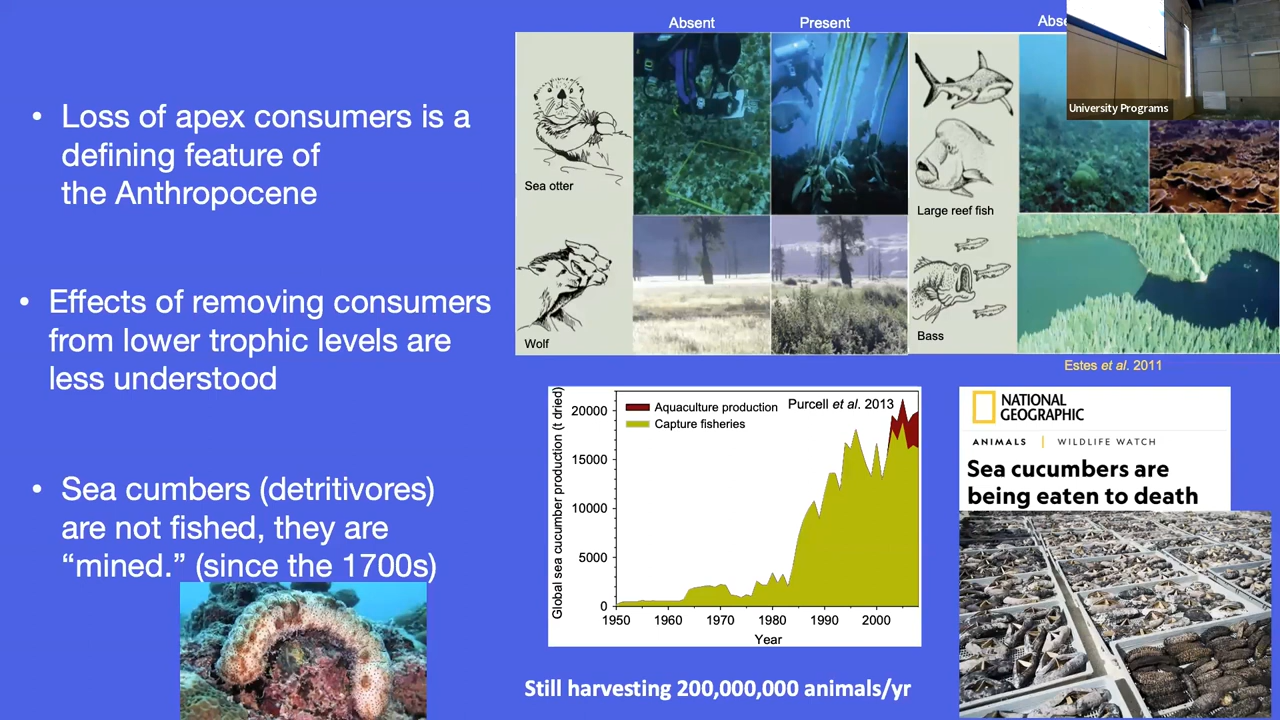 • Loss of apex consumers is a
defining feature of
the Anthropocene
• Effects of removing consumers
from lower trophic levels are
less understood
• Sea cumbers (detritivores)
are not fished, they are
“mined.” (since the 1700s)
Absent
Present
Sea otter
Large reef fish
Wolf
Bass
University Programs
Estes et al. 2011
Global sea cucumber production (t dried)
20000
15000
10000
5000
0
Aquaculture production
Capture fisheries
Purcell et al. 2013
1950 1960 1970 1980 1990 2000
Year
Still harvesting 200,000,000 animals/yr
NATIONAL
GEOGRAPHIC
ANIMALS | WILDLIFE WATCH
Sea cucumbers are
being eaten to death